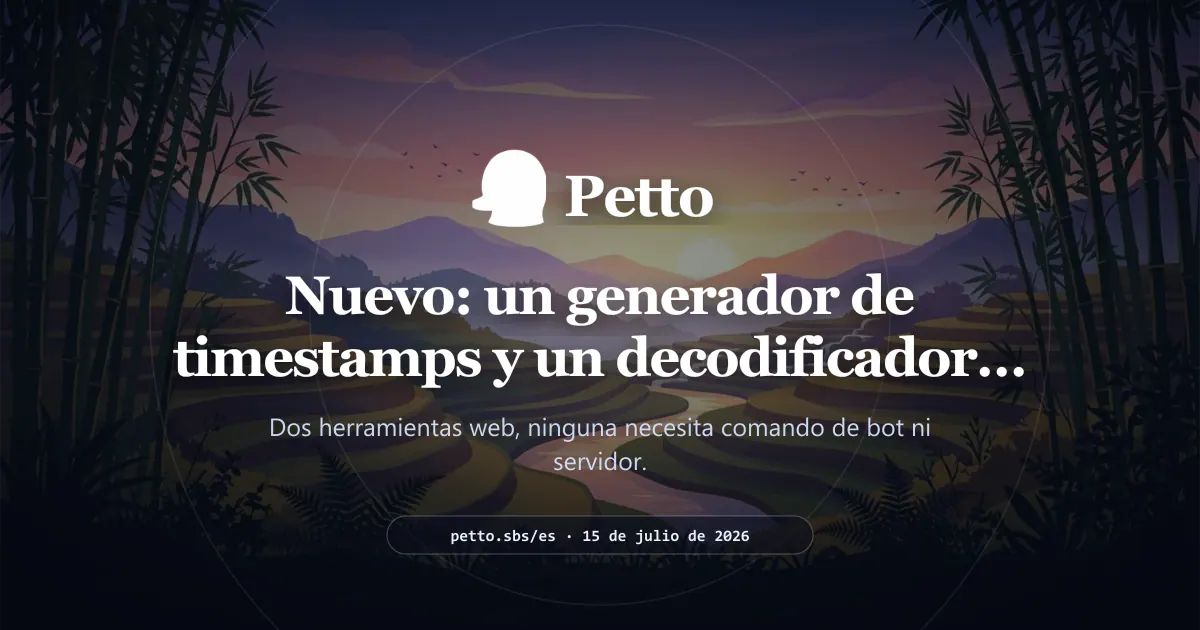 Petto
Nuevo: un generador de
timestamps y un decodificador...
Dos herramientas web, ninguna necesita comando de bot ni
servidor.
petto.sbs/es · 15 de julio de 2026